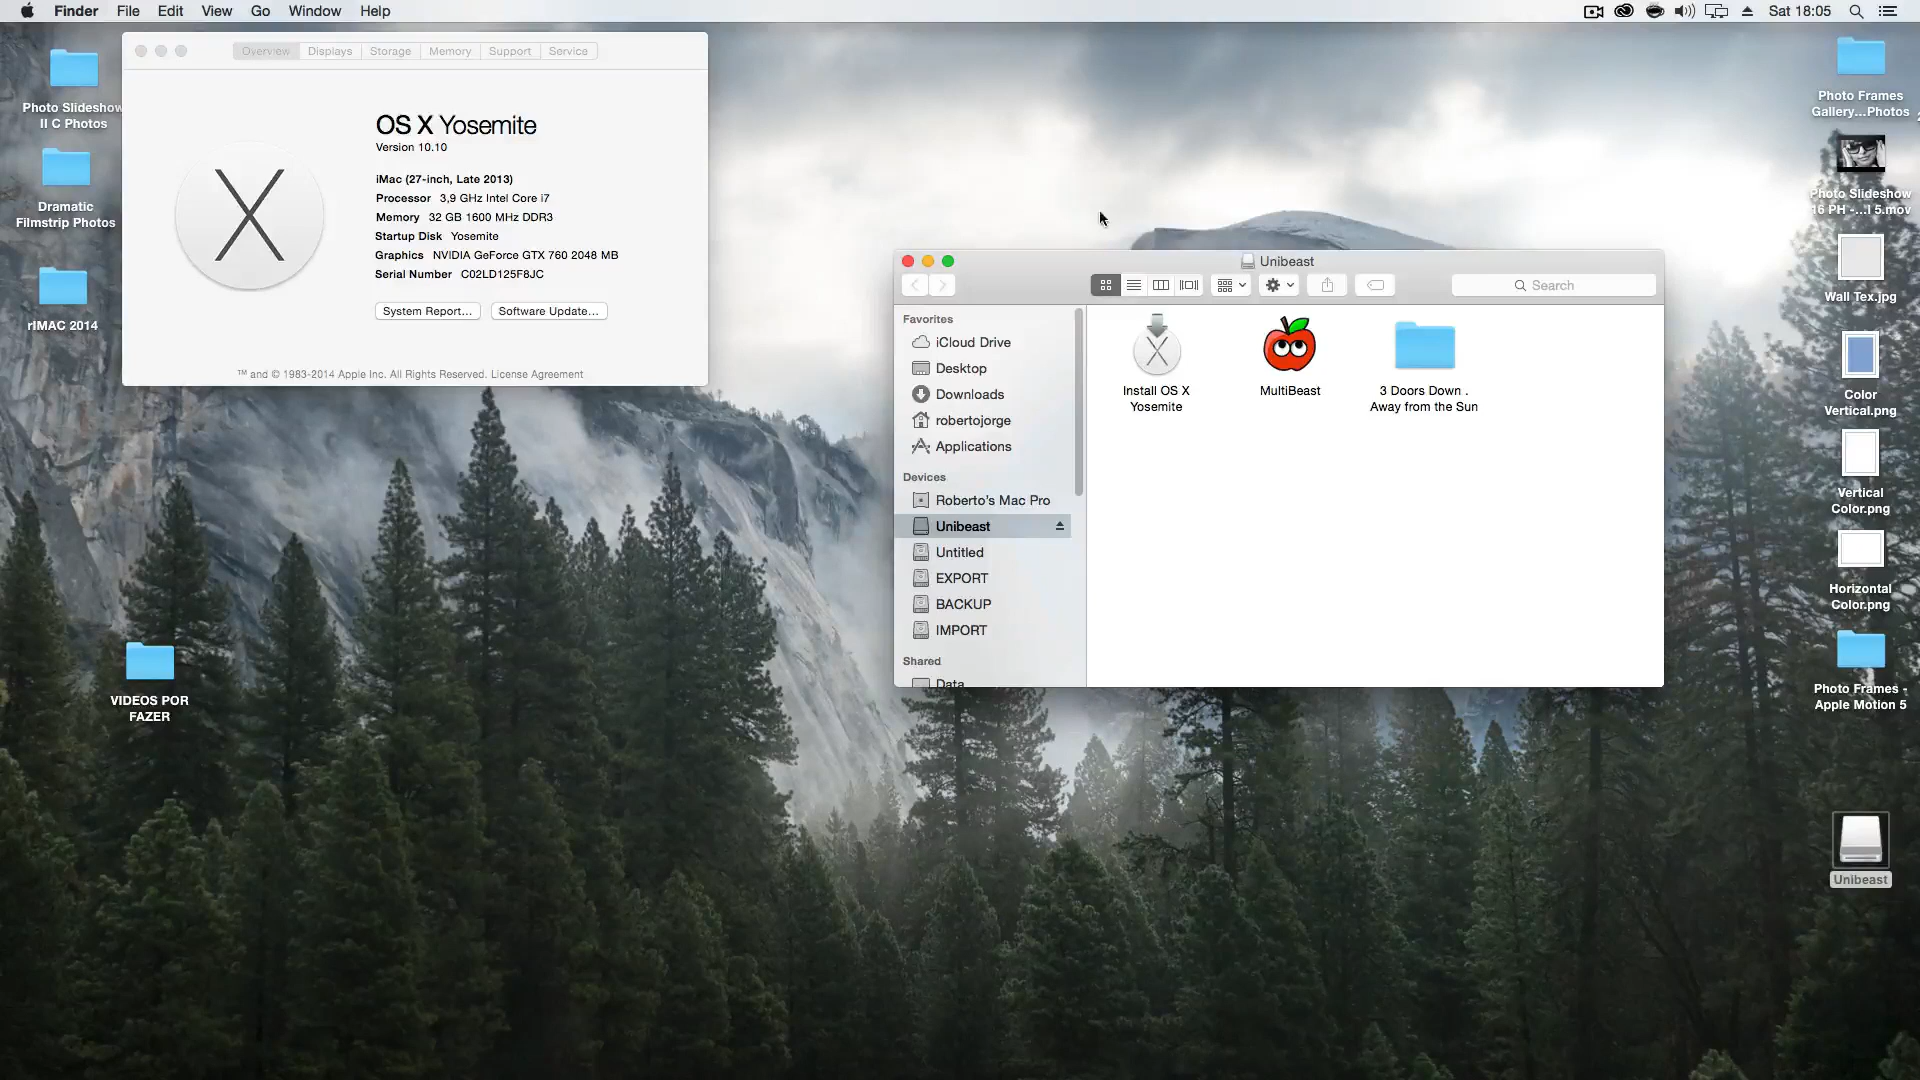 Finder File Edit View Go Window Help
Sat 18:05
Photo Slideshow
II C Photos
Dramatic
Filmstrip Photos
rIMAC 2014
VIDEOS POR
FAZER
Overview Displays Storage Memory Support Service
OS X Yosemite
Version 10.10
iMac (27-inch, Late 2013)
Processor 3,9 GHz Intel Core i7
Memory 32 GB 1600 MHz DDR3
Startup Disk Yosemite
Graphics NVIDIA GeForce GTX 760 2048 MB
Serial Number C02LD125F8JC
System Report...
Software Update...
™ and © 1983-2014 Apple Inc. All Rights Reserved. License Agreement
Unibeast
Search
Favorites
iCloud Drive
Desktop
Downloads
robertojorge
Applications
Devices
Roberto's Mac Pro
Unibeast
Untitled
EXPORT
BACKUP
IMPORT
Shared
Data
Install OS X
Yosemite
MultiBeast
3 Doors Down .
Away from the Sun
Photo Frames
Gallery...Photos
Photo Slideshow
16 PH -...l 5.mov
Wall Tex.jpg
Color
Vertical.png
Vertical
Color.png
Horizontal
Color.png
Photo Frames -
Apple Motion 5
Unibeast